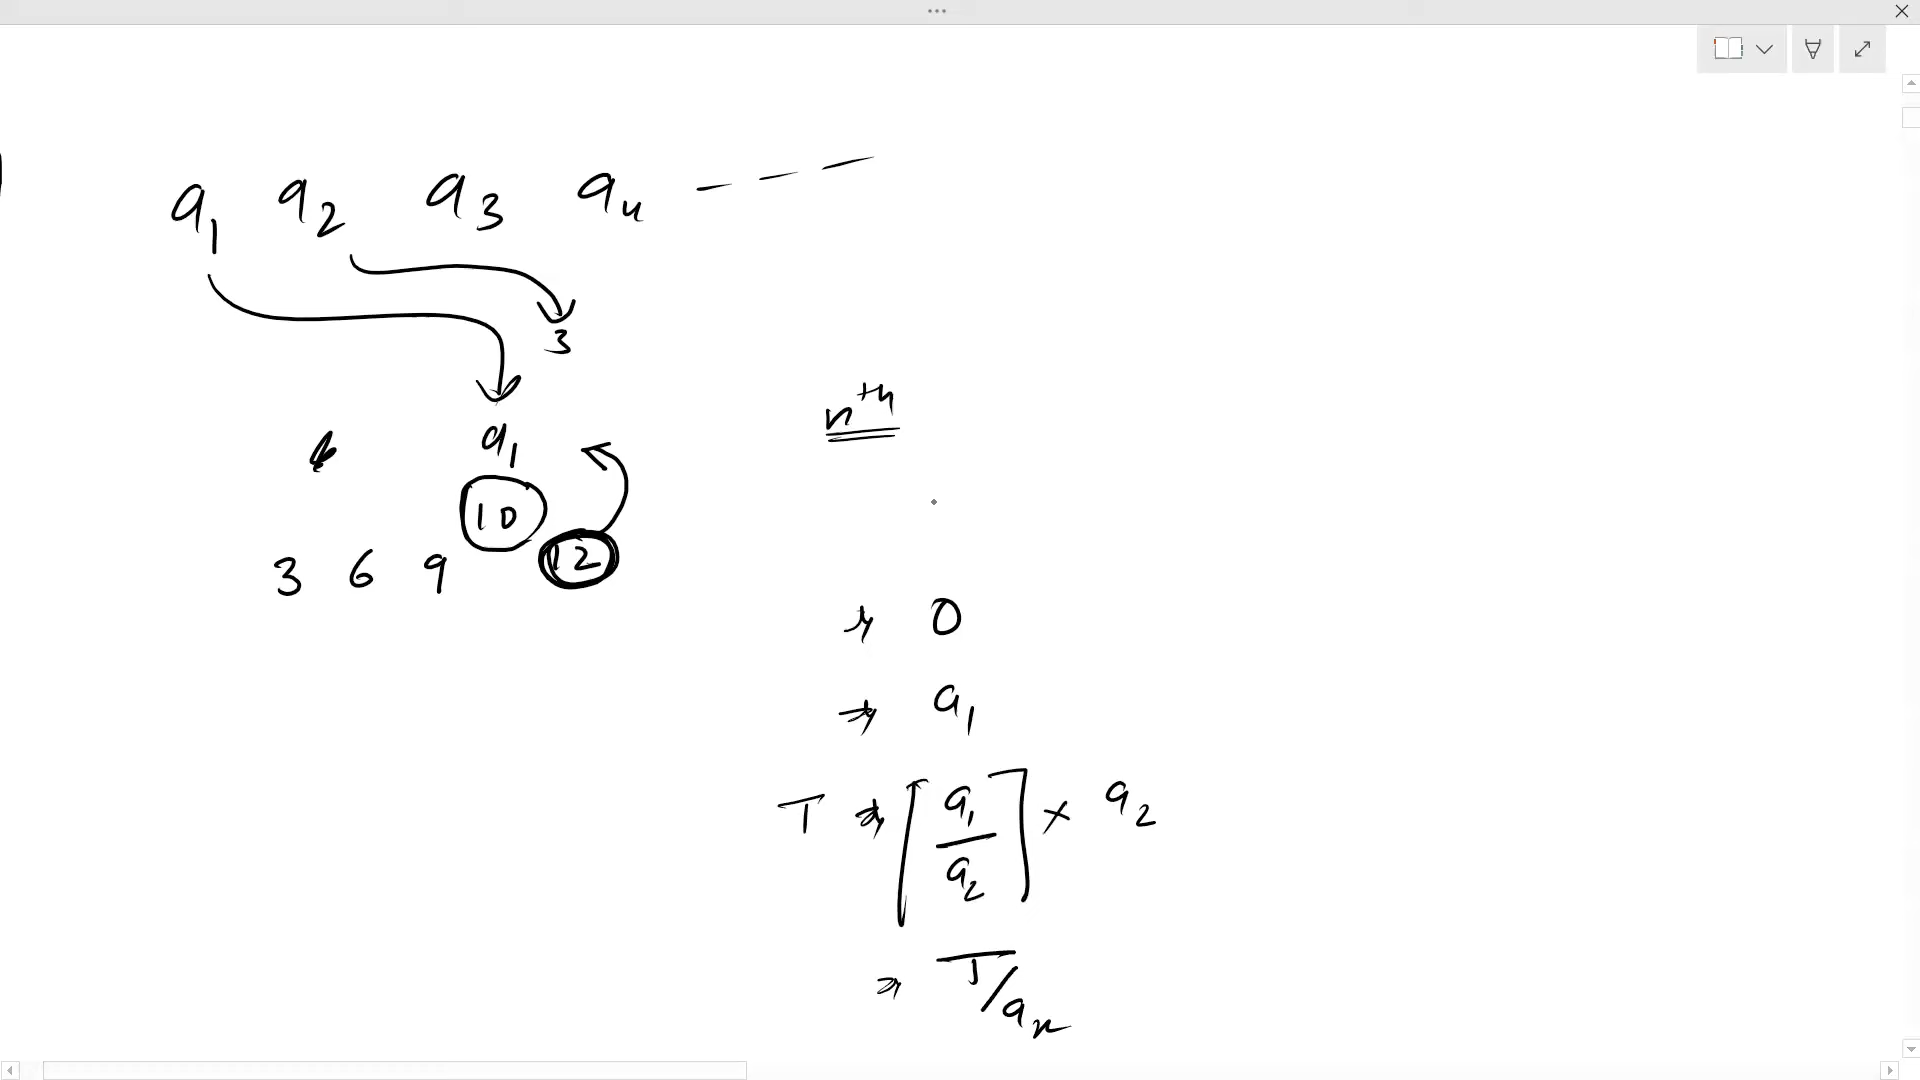 a1 a2 a3 a4 - - -
3
a1
10
3 6 9 12
nth
→ 0
→ a1
T → ⌈a1/a2⌉ × a2
→ T/an